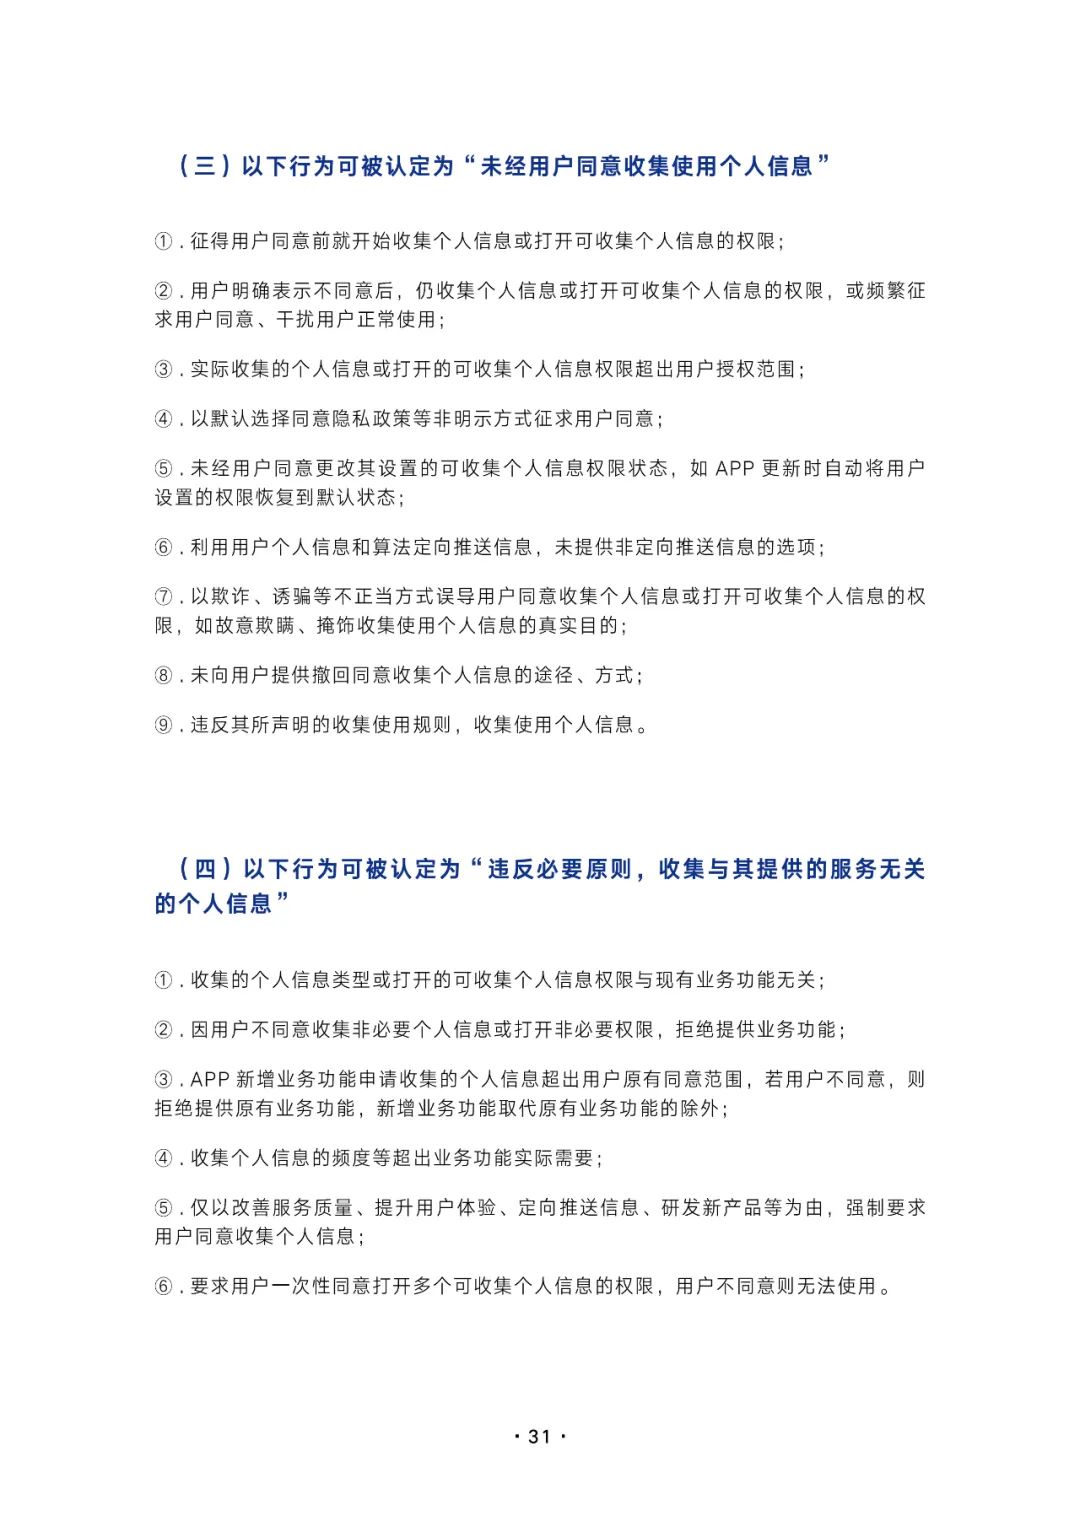 （三）以下行为可被认定为“未经用户同意收集使用个人信息”
①.征得用户同意前就开始收集个人信息或打开可收集个人信息的权限；
②.用户明确表示不同意后，仍收集个人信息或打开可收集个人信息的权限，或频繁征
求用户同意、干扰用户正常使用；
③.实际收集的个人信息或打开的可收集个人信息权限超出用户授权范围；
④.以默认选择同意隐私政策等非明示方式征求用户同意；
⑤.未经用户同意更改其设置的可收集个人信息权限状态，如 APP 更新时自动将用户
设置的权限恢复到默认状态；
⑥.利用用户个人信息和算法定向推送信息，未提供非定向推送信息的选项；
⑦.以欺诈、诱骗等不正当方式误导用户同意收集个人信息或打开可收集个人信息的权
限，如故意欺瞒、掩饰收集使用个人信息的真实目的；
⑧.未向用户提供撤回同意收集个人信息的途径、方式；
⑨.违反其所声明的收集使用规则，收集使用个人信息。
（四）以下行为可被认定为“违反必要原则，收集与其提供的服务无关
的个人信息”
①.收集的个人信息类型或打开的可收集个人信息权限与现有业务功能无关；
②.因用户不同意收集非必要个人信息或打开非必要权限，拒绝提供业务功能；
③.APP 新增业务功能申请收集的个人信息超出用户原有同意范围，若用户不同意，则
拒绝提供原有业务功能，新增业务功能取代原有业务功能的除外；
④.收集个人信息的频度等超出业务功能实际需要；
⑤.仅以改善服务质量、提升用户体验、定向推送信息、研发新产品等为由，强制要求
用户同意收集个人信息；
⑥.要求用户一次性同意打开多个可收集个人信息的权限，用户不同意则无法使用。
·31·